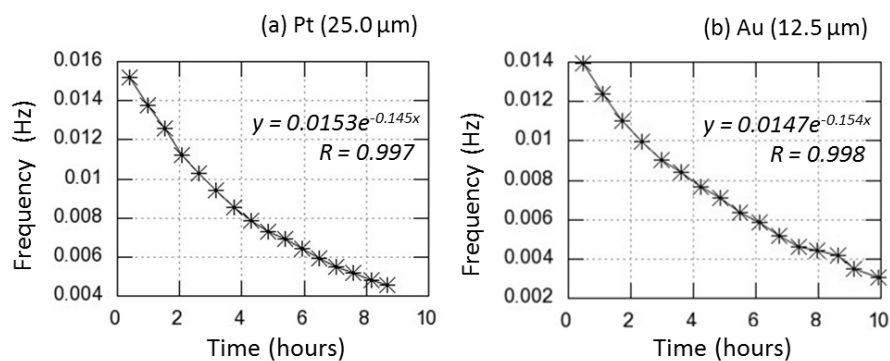 (a) Pt (25.0 µm)
Frequency (Hz)
0.016
0.014
0.012
0.01
0.008
0.006
0.004
y = 0.0153e^-0.145x
R = 0.997
0 2 4 6 8 10
Time (hours)
(b) Au (12.5 µm)
Frequency (Hz)
0.014
0.012
0.01
0.008
0.006
0.004
0.002
y = 0.0147e^-0.154x
R = 0.998
0 2 4 6 8 10
Time (hours)